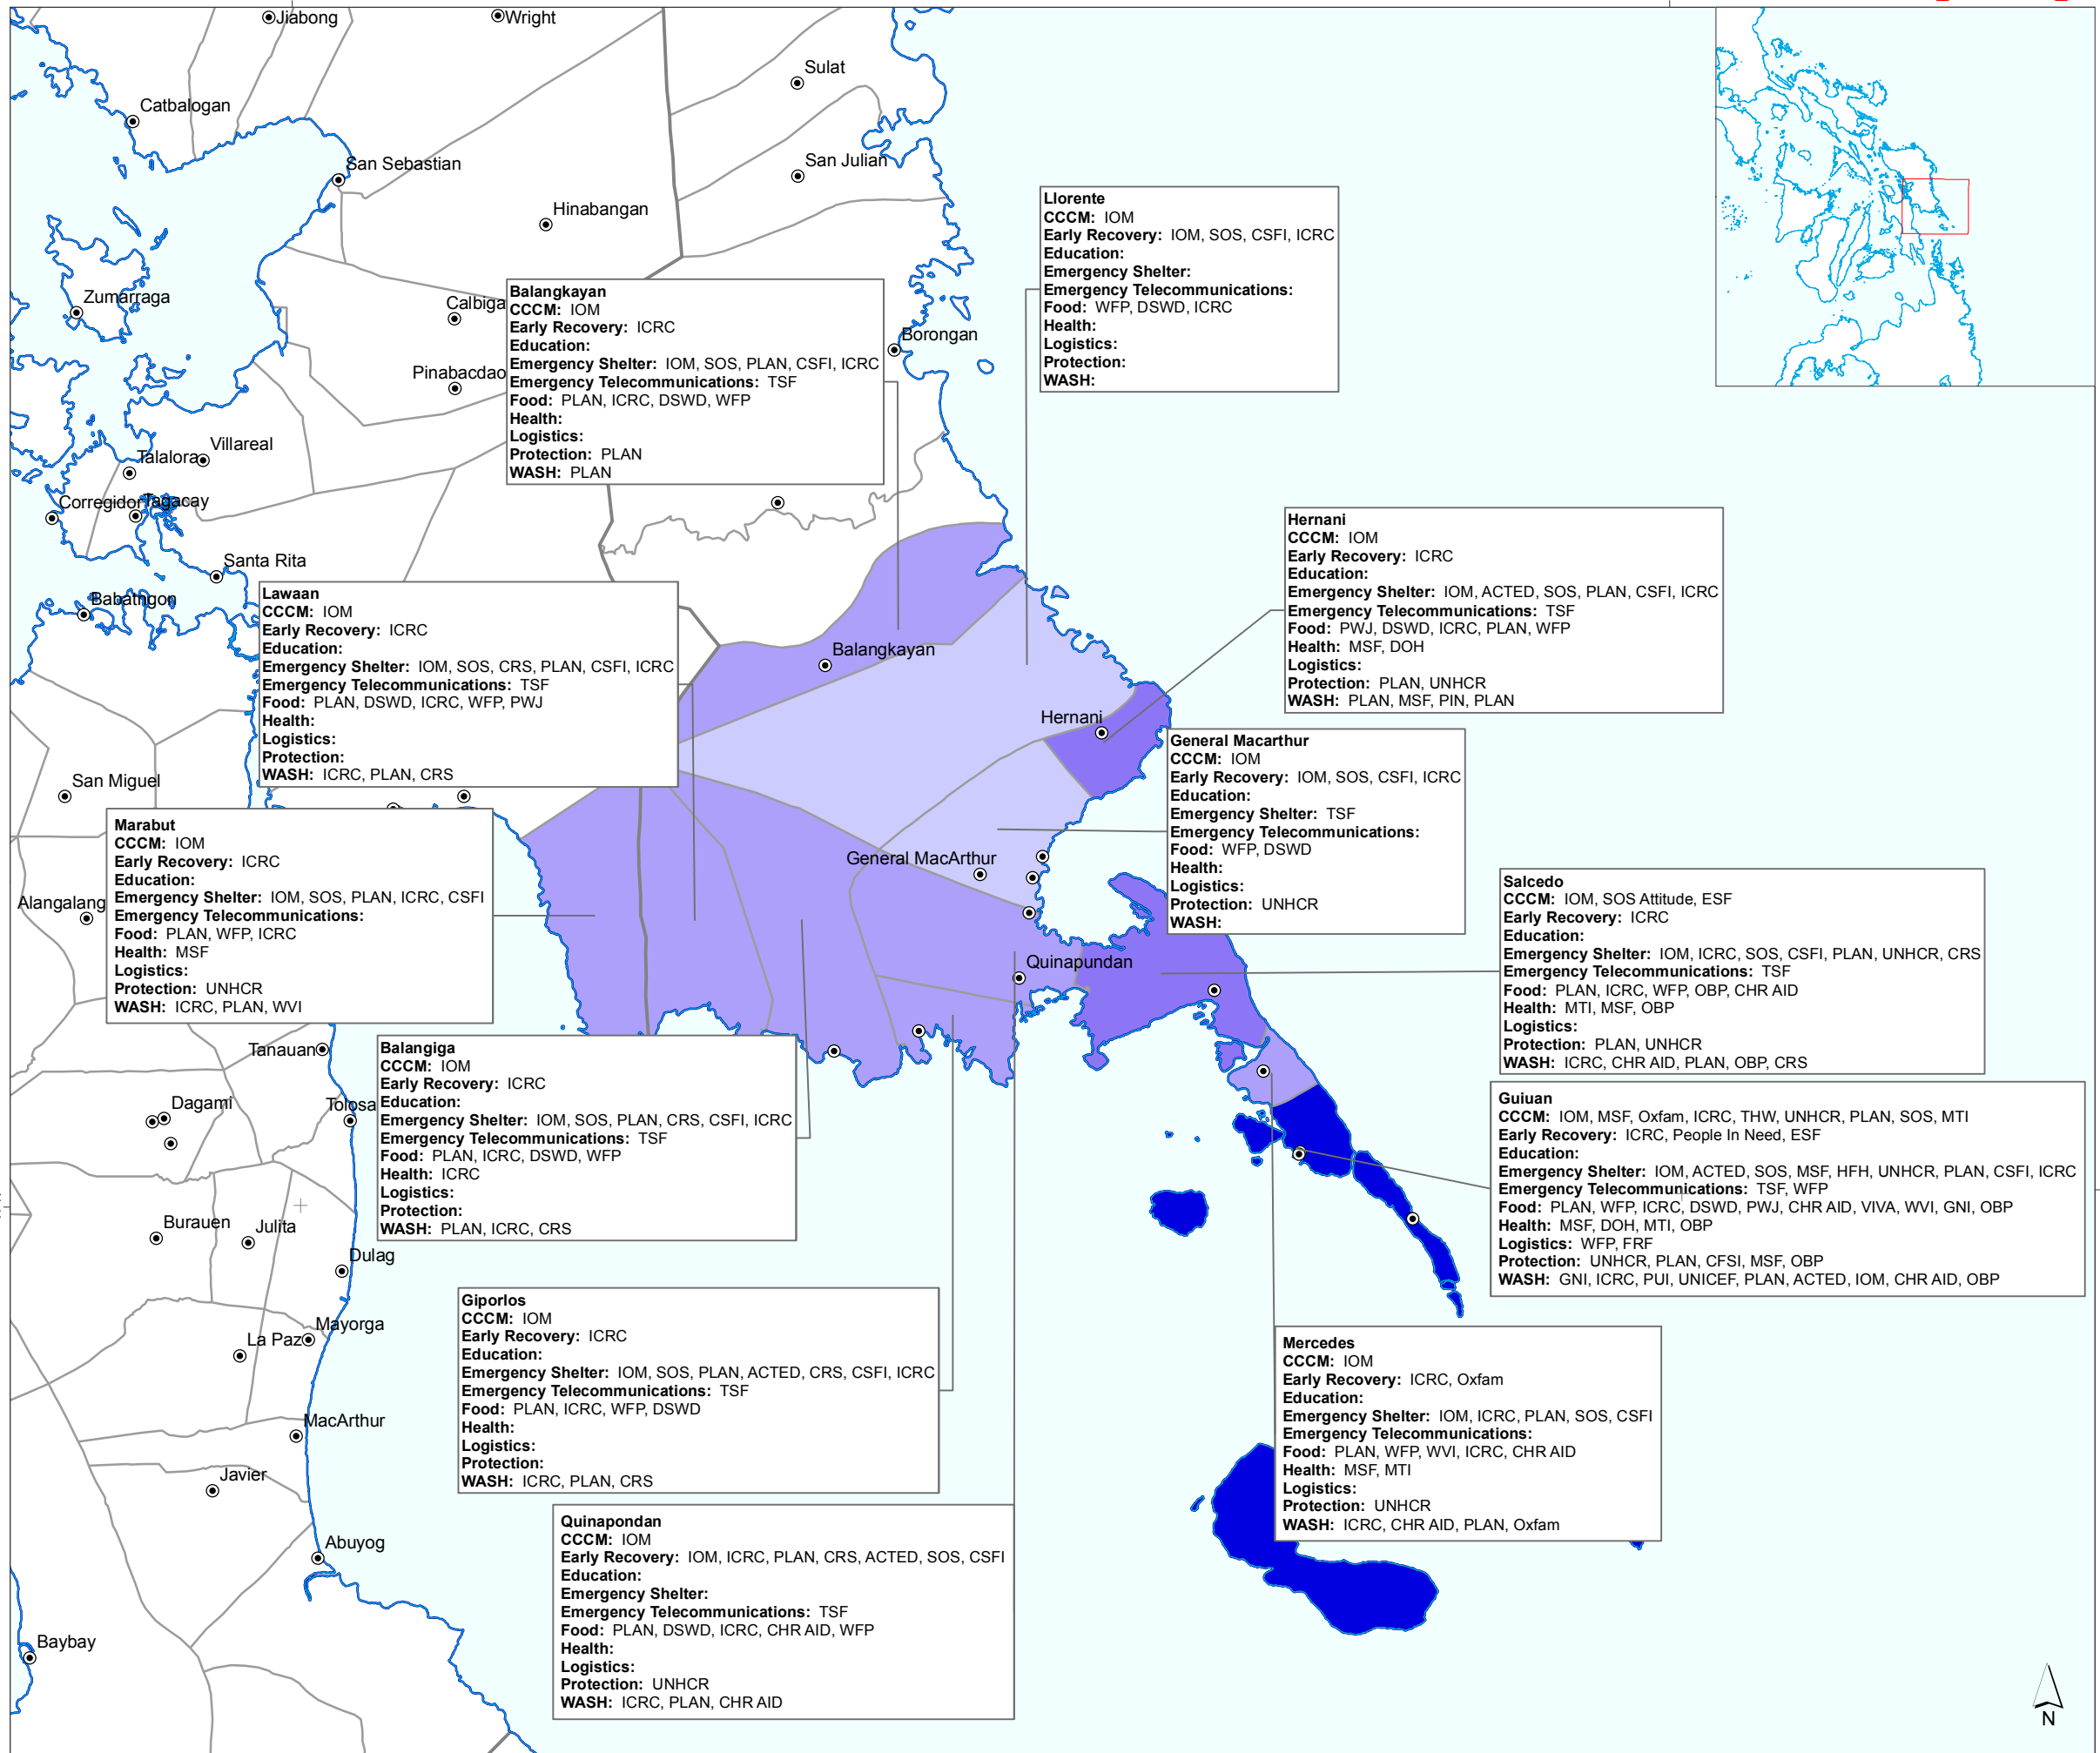 Jiabong
Wright
Sulat
Catbalogan
San Sebastian
San Julian
Hinabangan
Zumarraga
Calbiga
Borongan
Pinabacdao
Talalora
Villareal
Corregidor
Tagacay
Santa Rita
Babatngon
Balangkayan
Hernani
San Miguel
General MacArthur
Alangalang
Quinapundan
Tanauan
Dagami
Tolosa
Burauen
Julita
Dulag
Mayorga
La Paz
MacArthur
Javier
Abuyog
Baybay
Llorente
CCCM: IOM
Early Recovery: IOM, SOS, CSFI, ICRC
Education:
Emergency Shelter:
Emergency Telecommunications:
Food: WFP, DSWD, ICRC
Health:
Logistics:
Protection:
WASH:
Balangkayan
CCCM: IOM
Early Recovery: ICRC
Education:
Emergency Shelter: IOM, SOS, PLAN, CSFI, ICRC
Emergency Telecommunications: TSF
Food: PLAN, ICRC, DSWD, WFP
Health:
Logistics:
Protection: PLAN
WASH: PLAN
Hernani
CCCM: IOM
Early Recovery: ICRC
Education:
Emergency Shelter: IOM, ACTED, SOS, PLAN, CSFI, ICRC
Emergency Telecommunications: TSF
Food: PWJ, DSWD, ICRC, PLAN, WFP
Health: MSF, DOH
Logistics:
Protection: PLAN, UNHCR
WASH: PLAN, MSF, PIN, PLAN
Lawaan
CCCM: IOM
Early Recovery: ICRC
Education:
Emergency Shelter: IOM, SOS, CRS, PLAN, CSFI, ICRC
Emergency Telecommunications: TSF
Food: PLAN, DSWD, ICRC, WFP, PWJ
Health:
Logistics:
Protection:
WASH: ICRC, PLAN, CRS
General Macarthur
CCCM: IOM
Early Recovery: IOM, SOS, CSFI, ICRC
Education:
Emergency Shelter: TSF
Emergency Telecommunications:
Food: WFP, DSWD
Health:
Logistics:
Protection: UNHCR
WASH:
Marabut
CCCM: IOM
Early Recovery: ICRC
Education:
Emergency Shelter: IOM, SOS, PLAN, ICRC, CSFI
Emergency Telecommunications:
Food: PLAN, WFP, ICRC
Health: MSF
Logistics:
Protection: UNHCR
WASH: ICRC, PLAN, WVI
Salcedo
CCCM: IOM, SOS Attitude, ESF
Early Recovery: ICRC
Education:
Emergency Shelter: IOM, ICRC, SOS, CSFI, PLAN, UNHCR, CRS
Emergency Telecommunications: TSF
Food: PLAN, ICRC, WFP, OBP, CHR AID
Health: MTI, MSF, OBP
Logistics:
Protection: PLAN, UNHCR
WASH: ICRC, CHR AID, PLAN, OBP, CRS
Balangiga
CCCM: IOM
Early Recovery: ICRC
Education:
Emergency Shelter: IOM, SOS, PLAN, CRS, CSFI, ICRC
Emergency Telecommunications: TSF
Food: PLAN, ICRC, DSWD, WFP
Health: ICRC
Logistics:
Protection:
WASH: PLAN, ICRC, CRS
Guiuan
CCCM: IOM, MSF, Oxfam, ICRC, THW, UNHCR, PLAN, SOS, MTI
Early Recovery: ICRC, People In Need, ESF
Education:
Emergency Shelter: IOM, ACTED, SOS, MSF, HFH, UNHCR, PLAN, CSFI, ICRC
Emergency Telecommunications: TSF, WFP
Food: PLAN, WFP, ICRC, DSWD, PWJ, CHR AID, VIVA, WVI, GNI, OBP
Health: MSF, DOH, MTI, OBP
Logistics: WFP, FRF
Protection: UNHCR, PLAN, CFSI, MSF, OBP
WASH: GNI, ICRC, PUI, UNICEF, PLAN, ACTED, IOM, CHR AID, OBP
Giporlos
CCCM: IOM
Early Recovery: ICRC
Education:
Emergency Shelter: IOM, SOS, PLAN, ACTED, CRS, CSFI, ICRC
Emergency Telecommunications: TSF
Food: PLAN, ICRC, WFP, DSWD
Health:
Logistics:
Protection:
WASH: ICRC, PLAN, CRS
Mercedes
CCCM: IOM
Early Recovery: ICRC, Oxfam
Education:
Emergency Shelter: IOM, ICRC, PLAN, SOS, CSFI
Emergency Telecommunications:
Food: PLAN, WFP, WVI, ICRC, CHR AID
Health: MSF, MTI
Logistics:
Protection: UNHCR
WASH: ICRC, CHR AID, PLAN, Oxfam
Quinapondan
CCCM: IOM
Early Recovery: IOM, ICRC, PLAN, CRS, ACTED, SOS, CSFI
Education:
Emergency Shelter:
Emergency Telecommunications: TSF
Food: PLAN, DSWD, ICRC, CHR AID, WFP
Health:
Logistics:
Protection: UNHCR
WASH: ICRC, PLAN, CHR AID
N